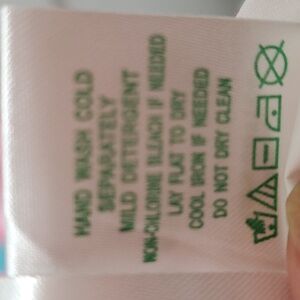 HAND WASH COLD
SEPARATELY
MILD DETERGENT
NON-CHLORINE BLEACH IF NEEDED
LAY FLAT TO DRY
COOL IRON IF NEEDED
DO NOT DRY CLEAN